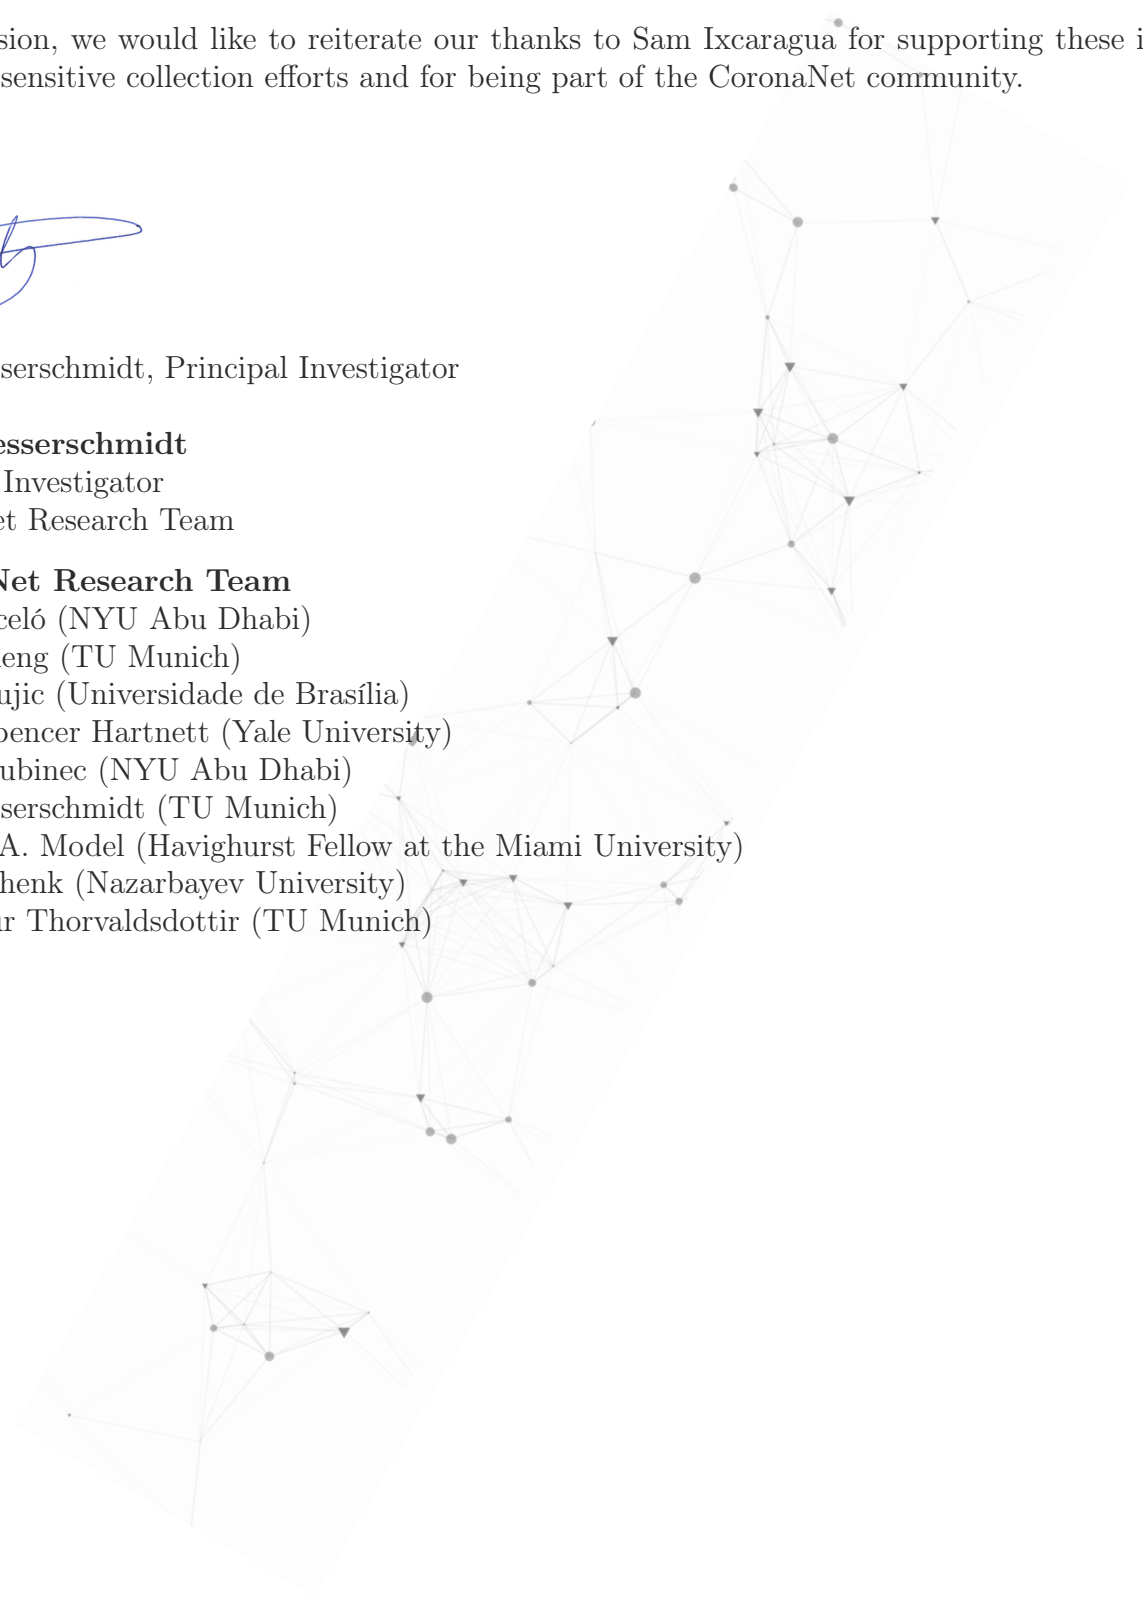 sion, we would like to reiterate our thanks to Sam Ixcaragua for supporting these i
sensitive collection efforts and for being part of the CoronaNet community.
serschmidt, Principal Investigator
esserschmidt
Investigator
et Research Team
Net Research Team
celó (NYU Abu Dhabi)
eng (TU Munich)
ujic (Universidade de Brasília)
pencer Hartnett (Yale University)
ubinec (NYU Abu Dhabi)
serschmidt (TU Munich)
A. Model (Havighurst Fellow at the Miami University)
henk (Nazarbayev University)
ur Thorvaldsdottir (TU Munich)